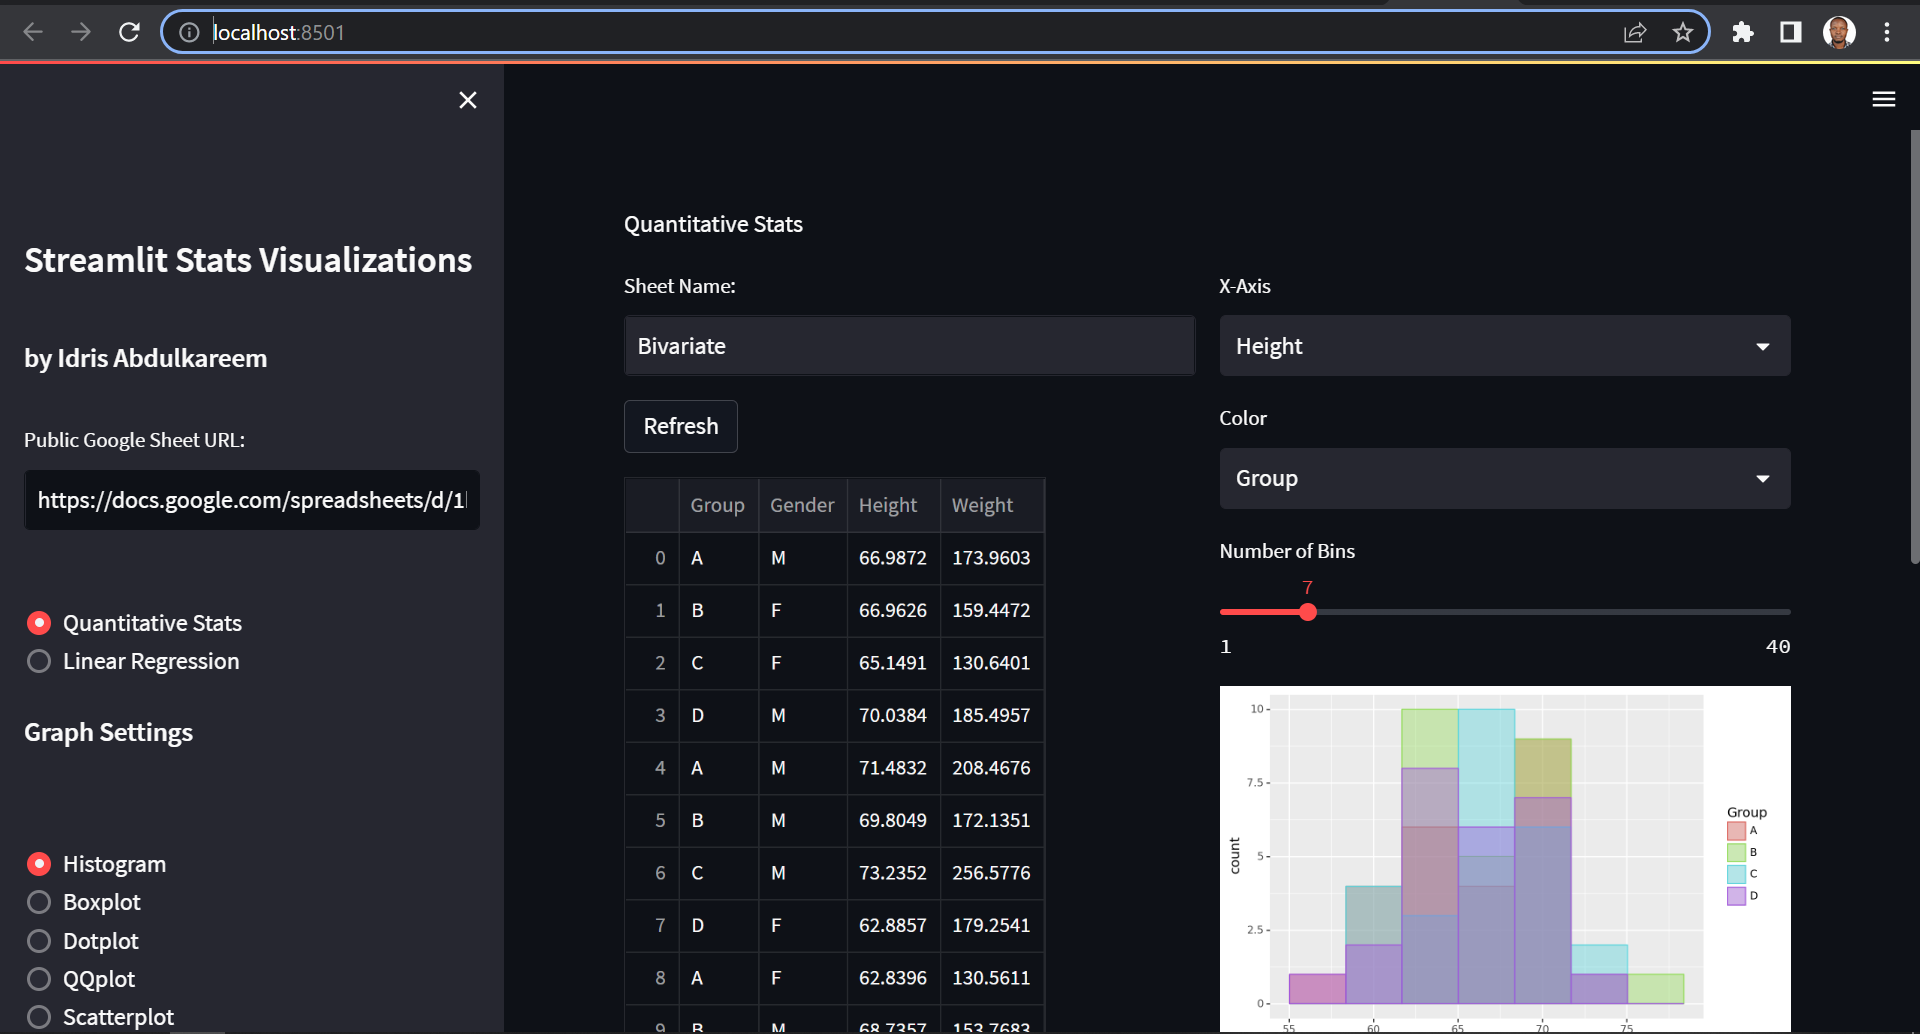 localhost:8501
Streamlit Stats Visualizations
by Idris Abdulkareem
Public Google Sheet URL:
https://docs.google.com/spreadsheets/d/1
Quantitative Stats
Linear Regression
Graph Settings
Histogram
Boxplot
Dotplot
QQplot
Scatterplot
Quantitative Stats
Sheet Name:
Bivariate
Refresh
Group Gender Height Weight
0 A M 66.9872 173.9603
1 B F 66.9626 159.4472
2 C F 65.1491 130.6401
3 D M 70.0384 185.4957
4 A M 71.4832 208.4676
5 B M 69.8049 172.1351
6 C M 73.2352 256.5776
7 D F 62.8857 179.2541
8 A F 62.8396 130.5611
9 B M 68.7357 153.7683
X-Axis
Height
Color
Group
Number of Bins
7
1 40
10
7.5
5
2.5
0
count
55 60 65 70 75
Group
A
B
C
D